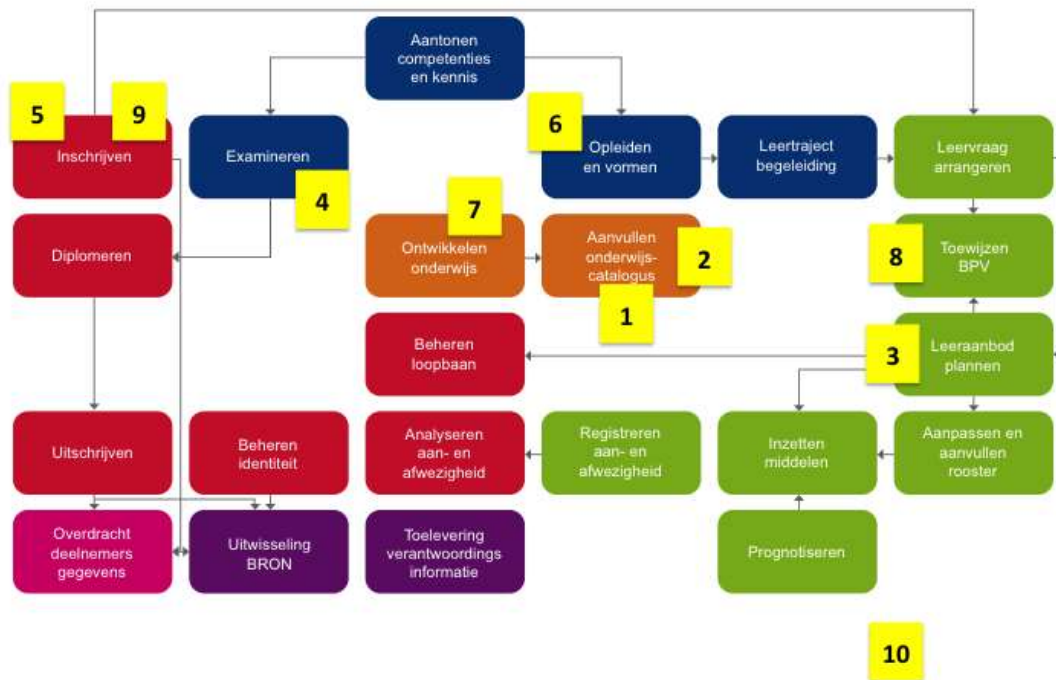 Aantonen
competenties
en kennis
5
9
Inschrijven
Examineren
4
6
Opleiden
en vormen
Leertraject
begeleiding
Leervraag
arrangeren
Diplomeren
7
Ontwikkelen
onderwijs
Aanvullen
onderwijs-
catalogus
2
1
8
Toewijzen
BPV
Beheren
loopbaan
3
Leeraanbod
plannen
Uitschrijven
Beheren
identiteit
Analyseren
aan- en
afwezigheid
Registreren
aan- en
afwezigheid
Inzetten
middelen
Aanpassen en
aanvullen
rooster
Overdracht
deelnemers
gegevens
Uitwisseling
BRON
Toelevering
verantwoordings
informatie
Prognotiseren
10